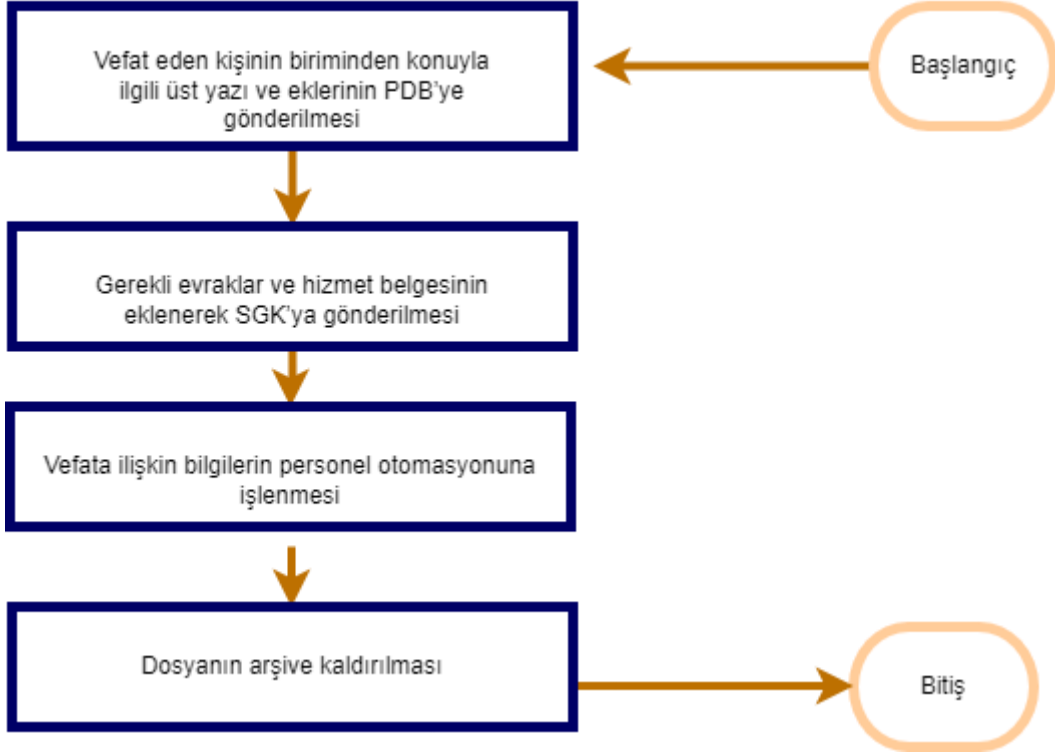 Başlangıç
Vefat eden kişinin biriminden konuyla
ilgili üst yazı ve eklerinin PDB'ye
gönderilmesi
Gerekli evraklar ve hizmet belgesinin
eklenerek SGK'ya gönderilmesi
Vefata ilişkin bilgilerin personel otomasyonuna
işlenmesi
Dosyanın arşive kaldırılması
Bitiş